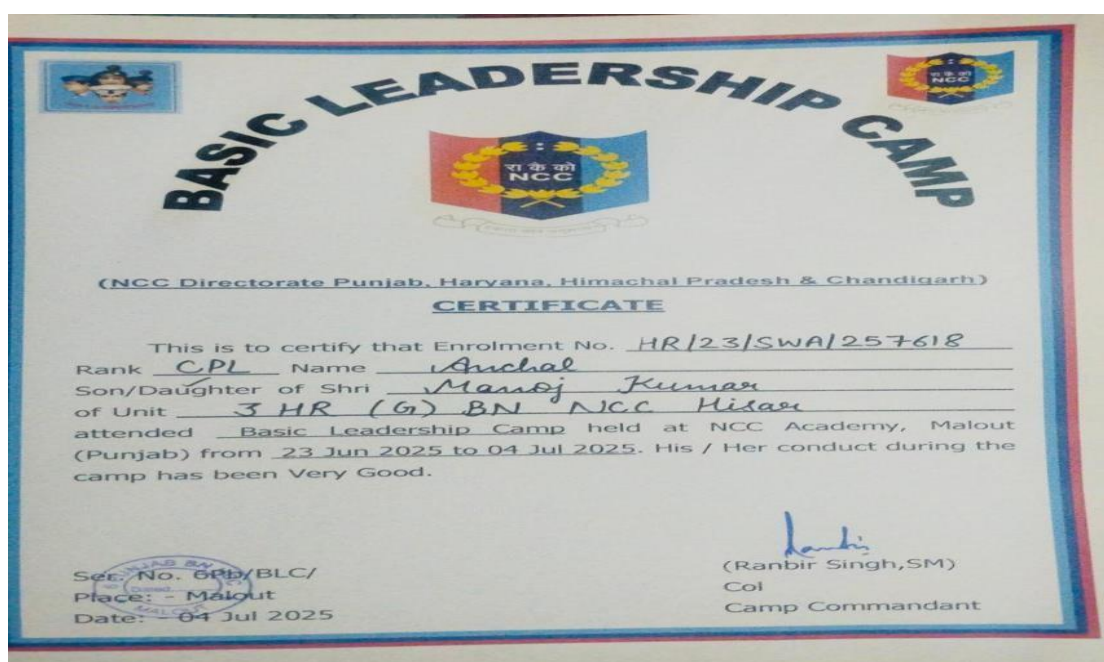 BASIC LEADERSHIP CAMP
रा के को
NCC
रा के को
NCC
(NCC Directorate Punjab, Haryana, Himachal Pradesh & Chandigarh)
CERTIFICATE
This is to certify that Enrolment No. HR/23/SWA/257618
Rank CPL Name Anchal
Son/Daughter of Shri Manoj Kumar
of Unit 3 HR (G) BN NCC Hisar
attended Basic Leadership Camp held at NCC Academy, Malout
(Punjab) from 23 Jun 2025 to 04 Jul 2025. His / Her conduct during the
camp has been Very Good.
(Ranbir Singh,SM)
Col
Camp Commandant
Ser. No. 6Pb/BLC/
Place: - Malout
Date: - 04 Jul 2025
PUNJAB BN
MALOUT